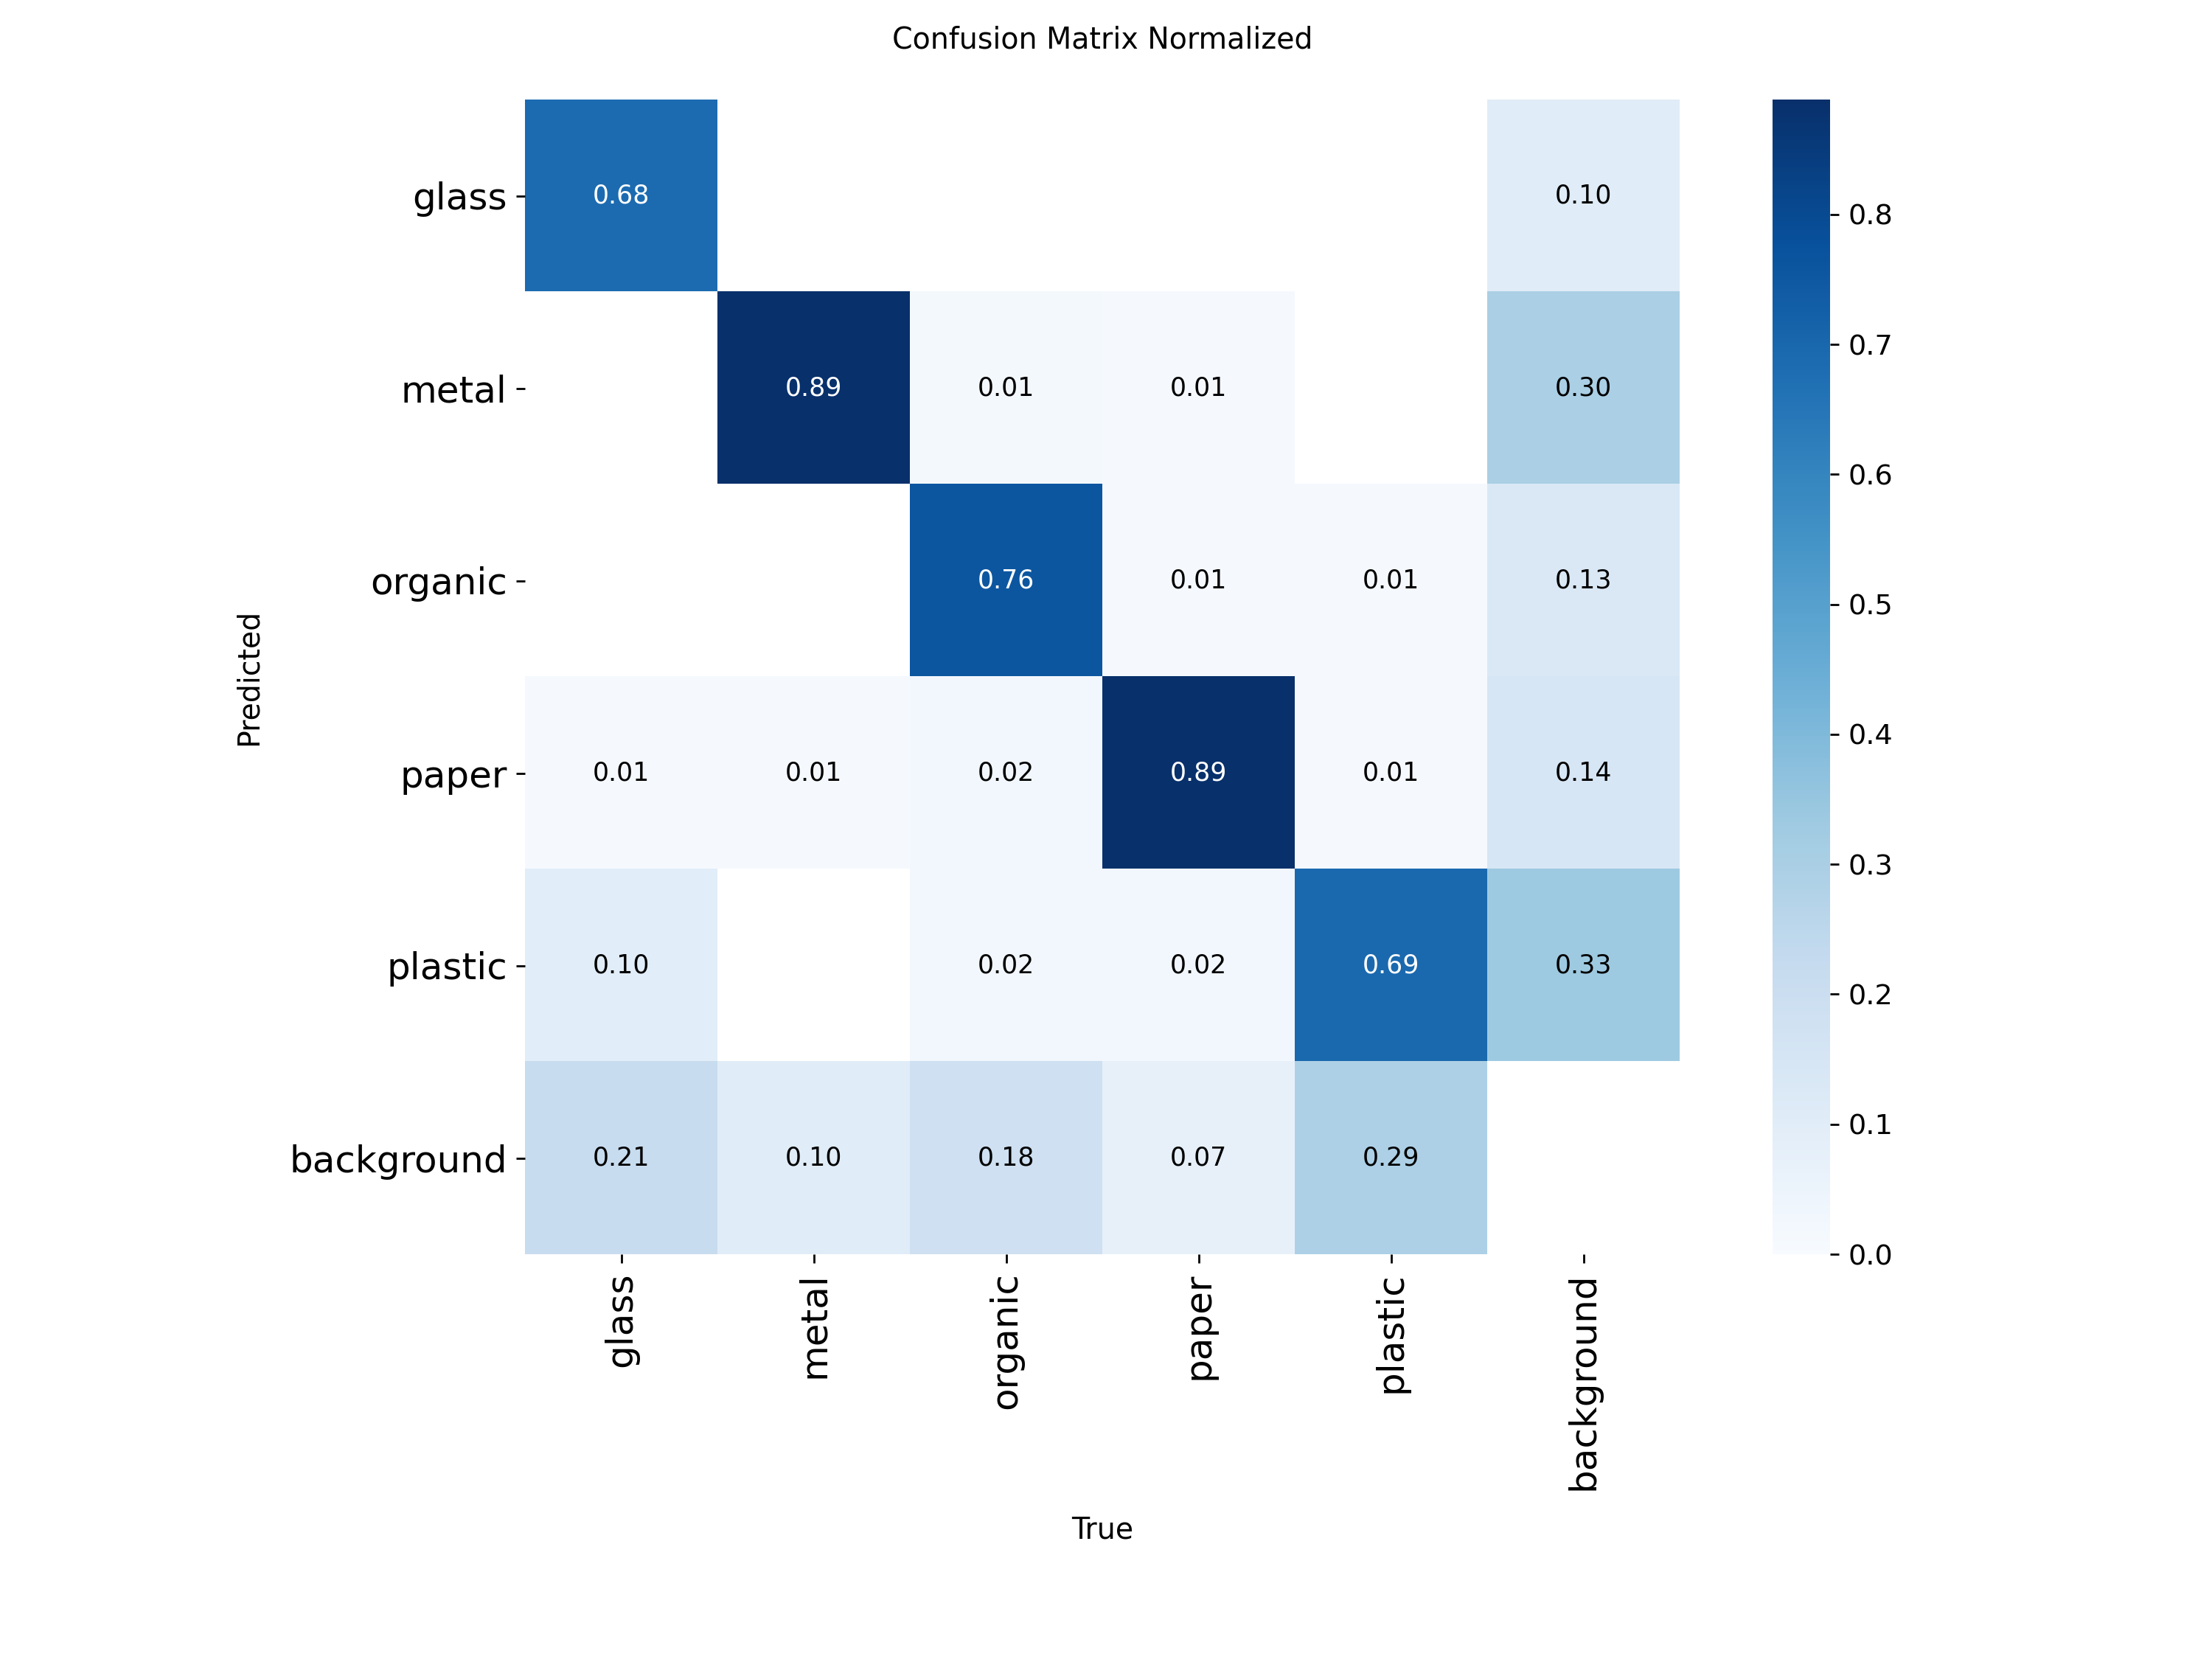 Confusion Matrix Normalized
glass 0.68 0.10
metal 0.89 0.01 0.01 0.30
organic 0.76 0.01 0.01 0.13
paper 0.01 0.01 0.02 0.89 0.01 0.14
plastic 0.10 0.02 0.02 0.69 0.33
background 0.21 0.10 0.18 0.07 0.29
Predicted
glass
metal
organic
paper
plastic
background
True
0.8
0.7
0.6
0.5
0.4
0.3
0.2
0.1
0.0